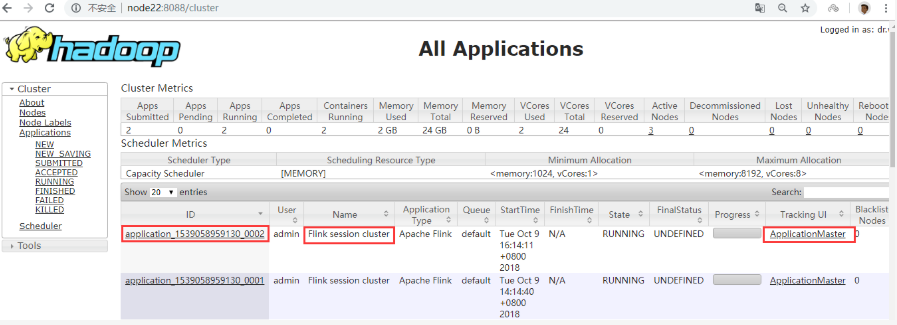 不安全 | node22:8088/cluster
hadoop
All Applications
Logged in as: dr.
Cluster
About
Nodes
Node Labels
Applications
NEW
NEW_SAVING
SUBMITTED
ACCEPTED
RUNNING
FINISHED
FAILED
KILLED
Scheduler
Tools
Cluster Metrics
Apps Submitted Apps Pending Apps Running Apps Completed Containers Running Memory Used Memory Total Memory Reserved VCores Used VCores Total VCores Reserved Active Nodes Decommissioned Nodes Lost Nodes Unhealthy Nodes Reboot Nodes
2 0 2 0 2 2 GB 24 GB 0 B 2 24 0 3 0 0 0 0
Scheduler Metrics
Scheduler Type Scheduling Resource Type Minimum Allocation Maximum Allocation
Capacity Scheduler [MEMORY] <memory:1024, vCores:1> <memory:8192, vCores:8>
Show 20 entries Search:
ID User Name Application Type Queue StartTime FinishTime State FinalStatus Progress Tracking UI Blacklist Nodes
application_1539058959130_0002 admin Flink session cluster Apache Flink default Tue Oct 9 N/A RUNNING UNDEFINED ApplicationMaster 0
16:14:11
+0800
2018
application_1539058959130_0001 admin Flink session cluster Apache Flink default Tue Oct 9 N/A RUNNING UNDEFINED ApplicationMaster 0
14:14:40
+0800
2018